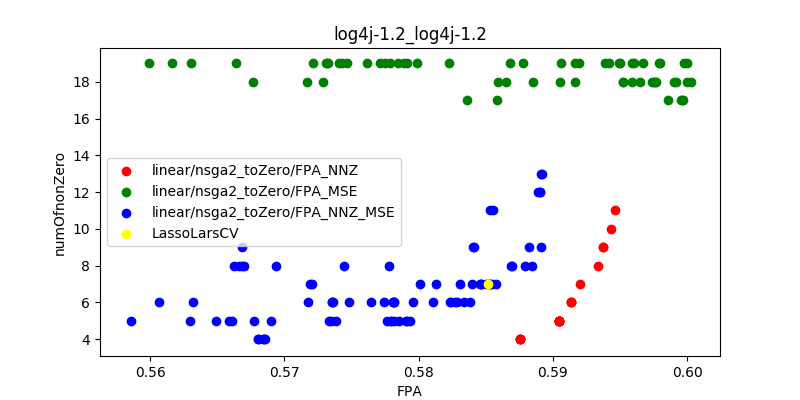 log4j-1.2_log4j-1.2
numOfnonZero
18
16
14
12
10
8
6
4
linear/nsga2_toZero/FPA_NNZ
linear/nsga2_toZero/FPA_MSE
linear/nsga2_toZero/FPA_NNZ_MSE
LassoLarsCV
0.56 0.57 0.58 0.59 0.60
FPA